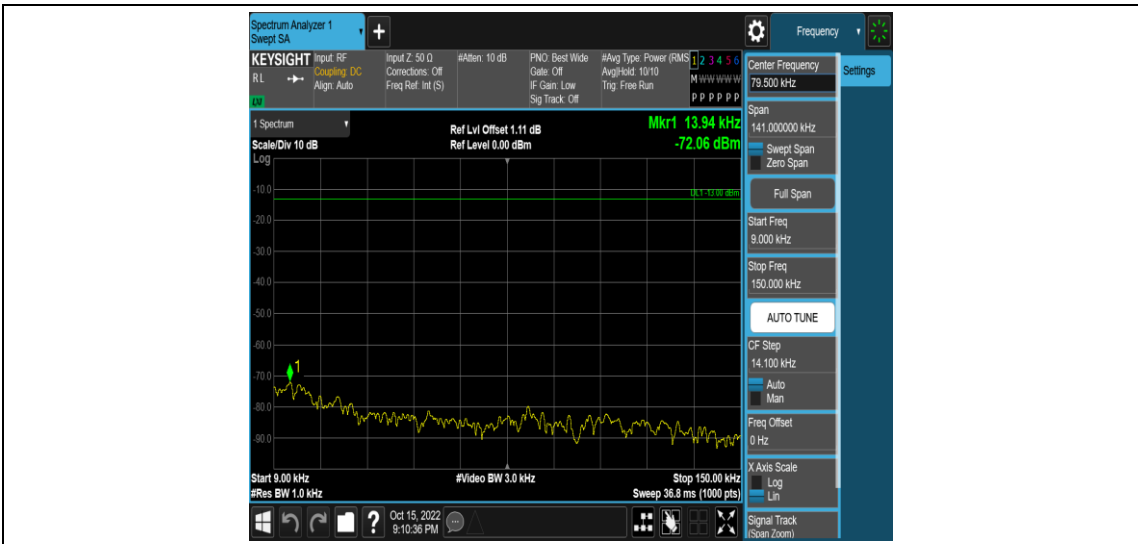 Spectrum Analyzer 1
Swept SA
+
Frequency
KEYSIGHT
RL
LXI
Input: RF
Coupling: DC
Align: Auto
Input Z: 50 Ω
Corrections: Off
Freq Ref: Int (S)
#Atten: 10 dB
PNO: Best Wide
Gate: Off
IF Gain: Low
Sig Track: Off
#Avg Type: Power (RMS
Avg|Hold: 10/10
Trig: Free Run
1 2 3 4 5 6
M W W W W W
P P P P P P
Center Frequency
79.500 kHz
Settings
Span
141.000000 kHz
Swept Span
Zero Span
Full Span
Start Freq
9.000 kHz
Stop Freq
150.000 kHz
AUTO TUNE
CF Step
14.100 kHz
Auto
Man
Freq Offset
0 Hz
X Axis Scale
Log
Lin
Signal Track
(Span Zoom)
1 Spectrum
Scale/Div 10 dB
Log
Ref Lvl Offset 1.11 dB
Ref Level 0.00 dBm
Mkr1 13.94 kHz
-72.06 dBm
DL1 -13.00 dBm
-10.0
-20.0
-30.0
-40.0
-50.0
-60.0
-70.0
-80.0
-90.0
1
Start 9.00 kHz
#Res BW 1.0 kHz
#Video BW 3.0 kHz
Stop 150.00 kHz
Sweep 36.8 ms (1000 pts)
?
Oct 15, 2022
9:10:36 PM